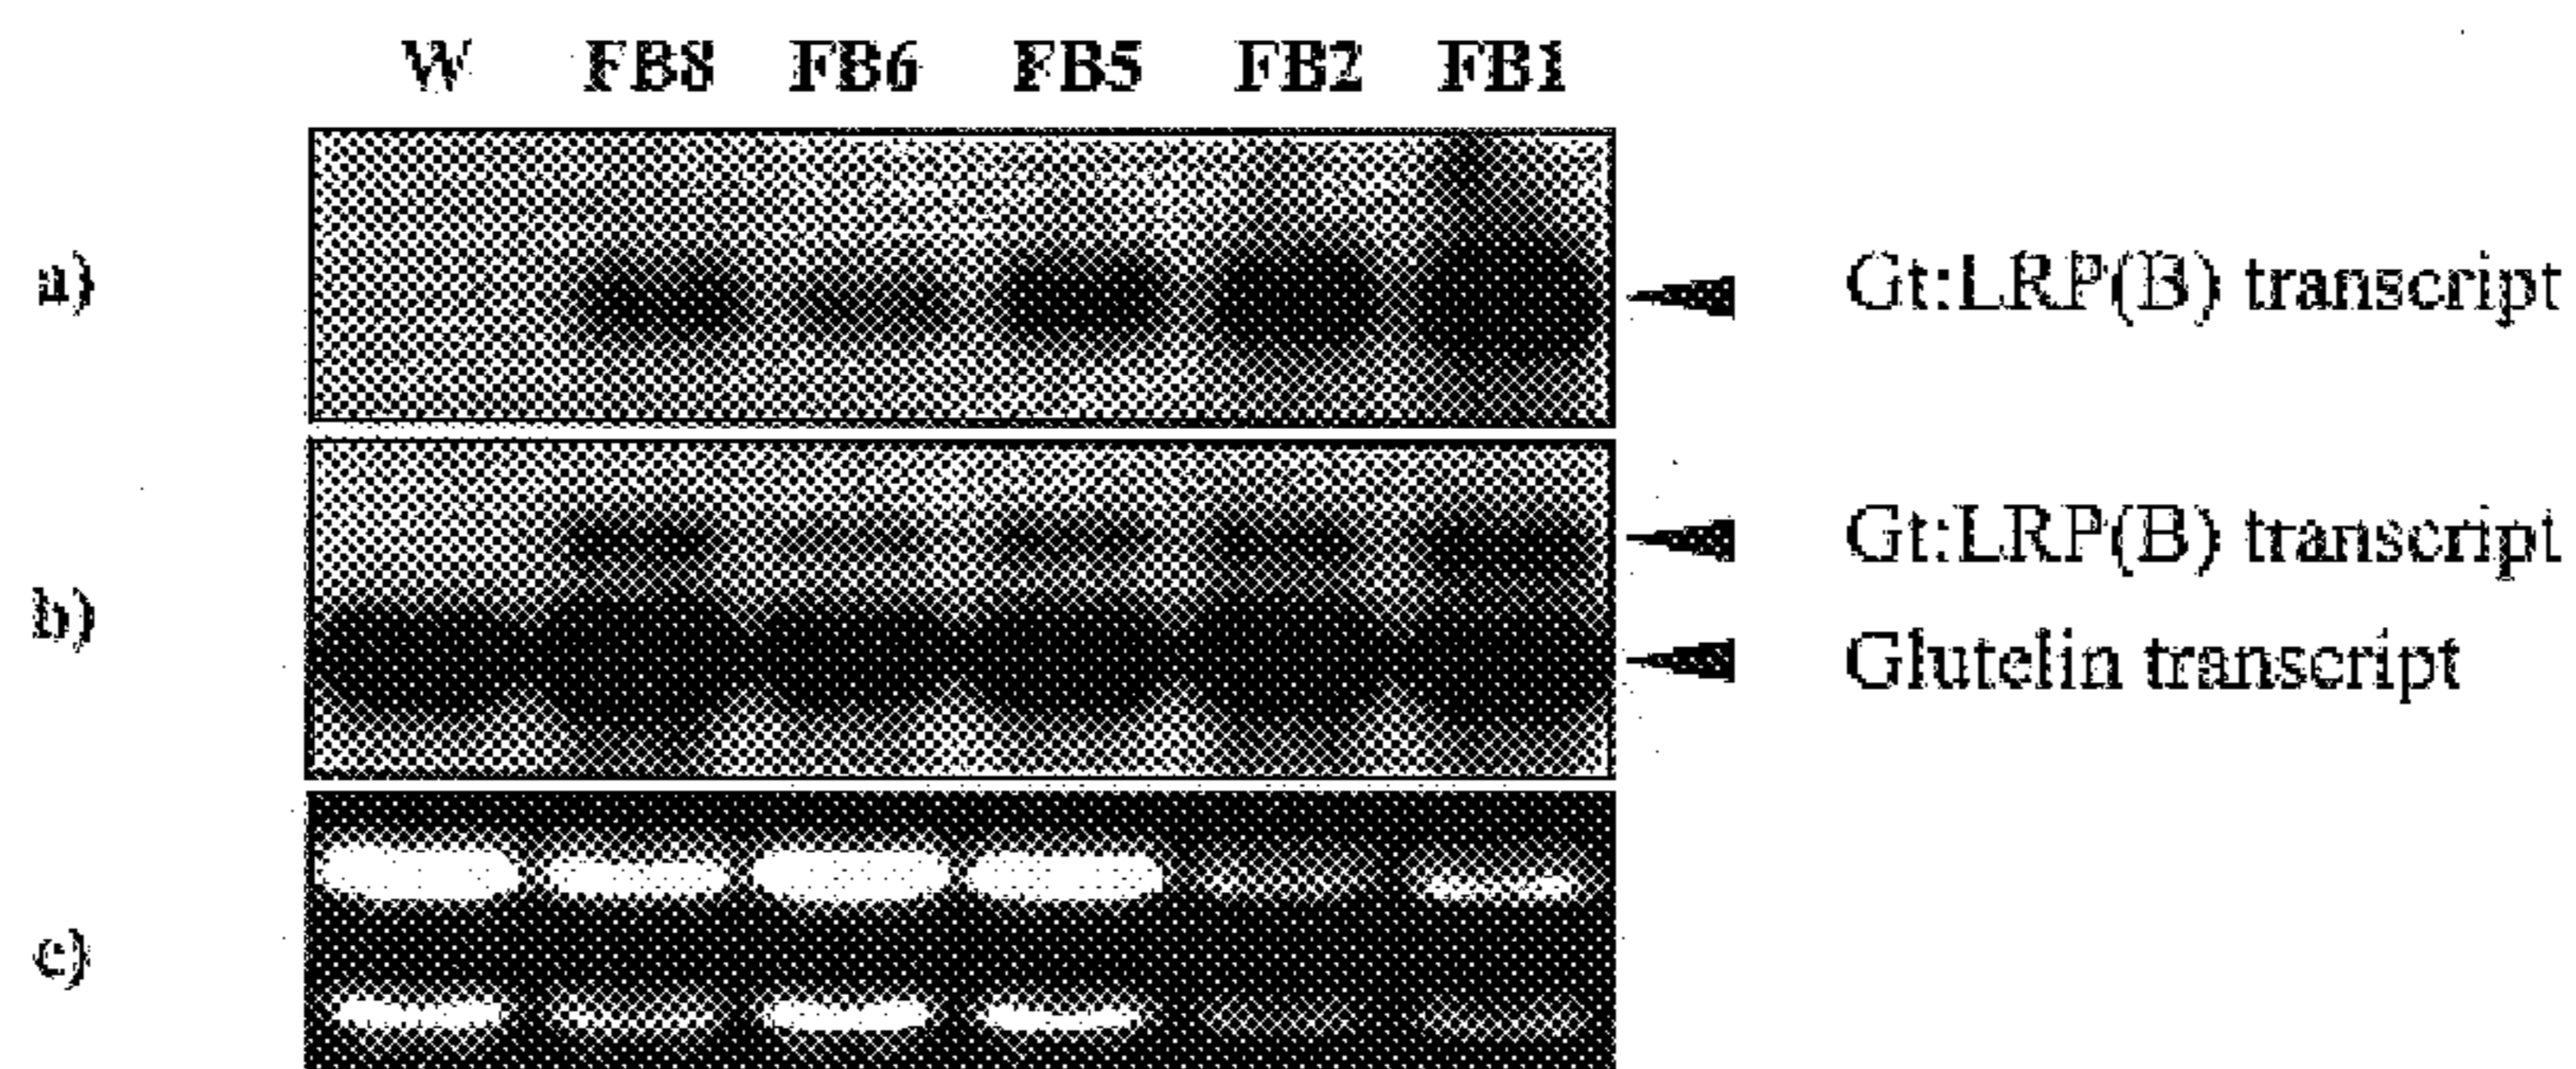 W FB8 FB6 FB5 FB2 FB1
a) Gt:LRP(B) transcript
Gt:LRP(B) transcript
b)
Glutelin transcript
c)